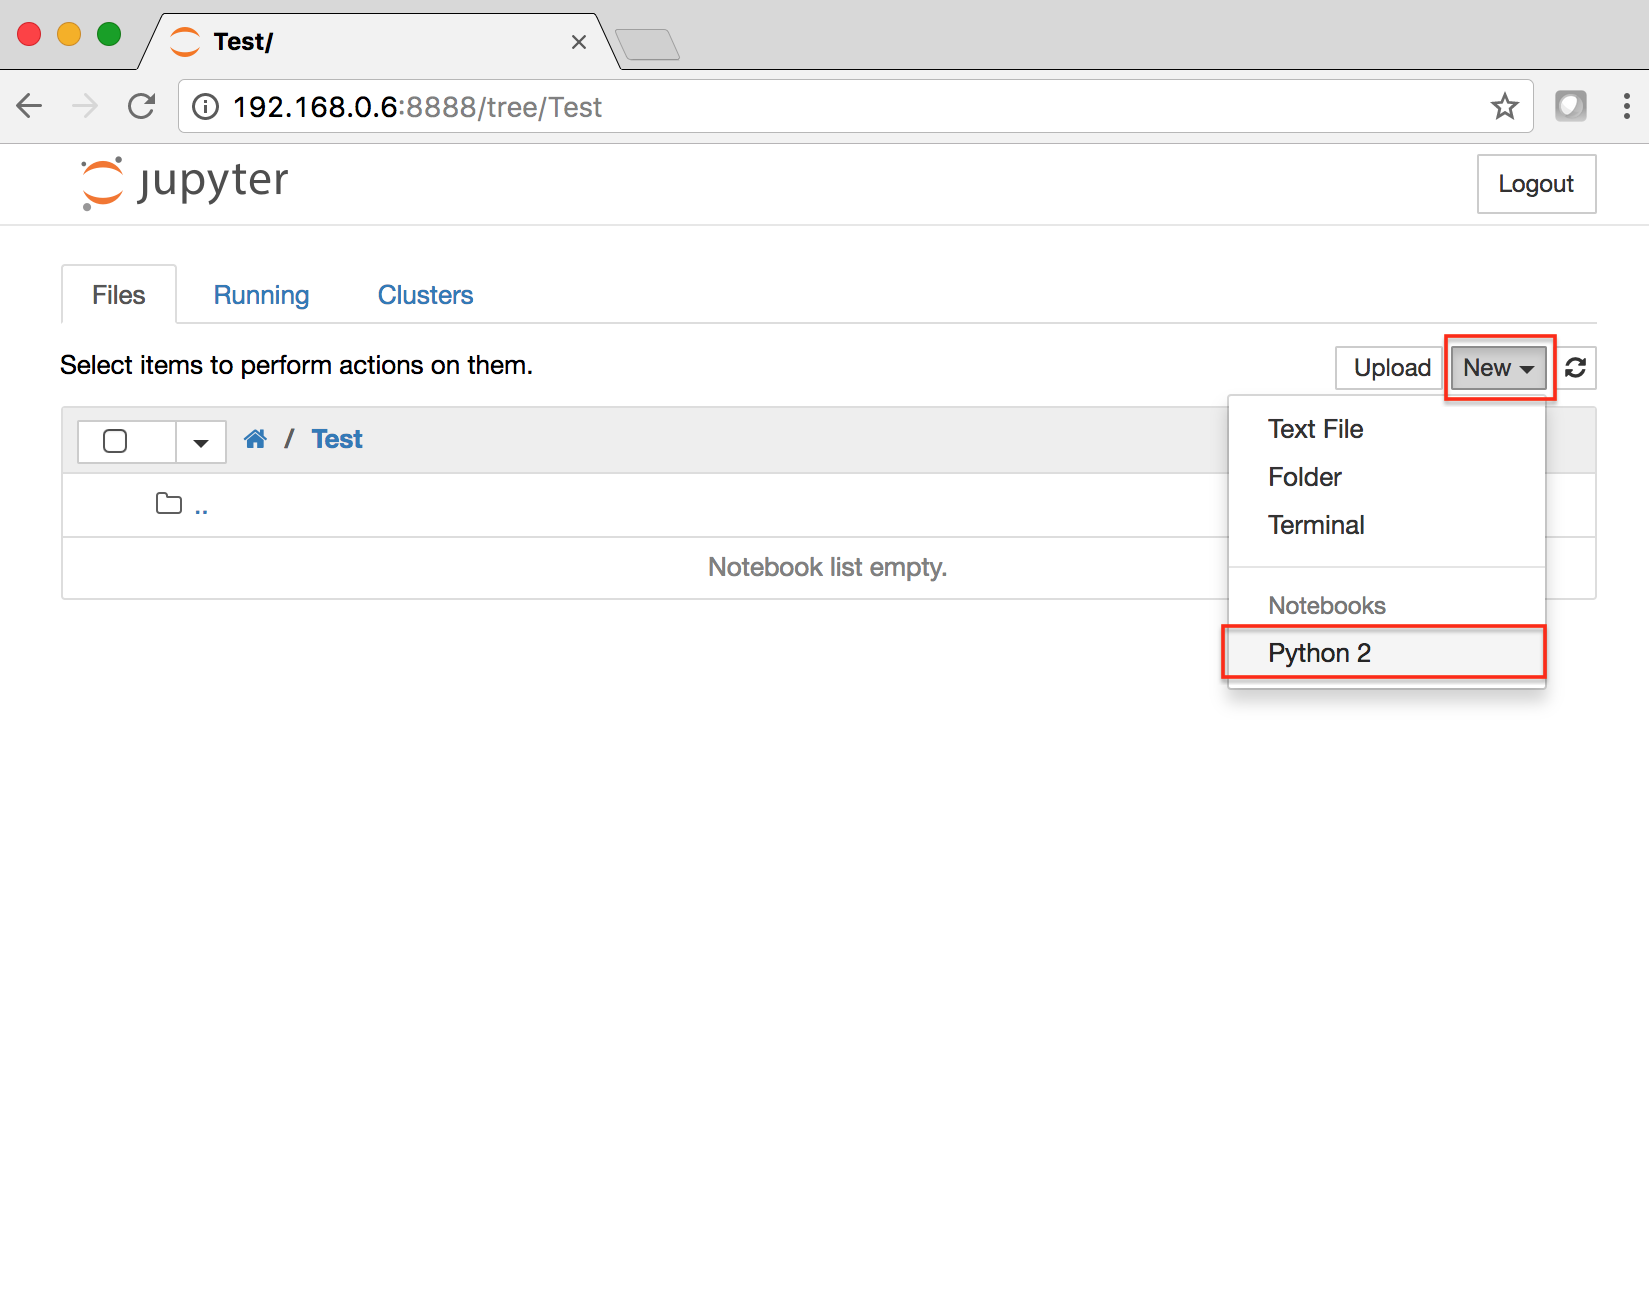 Test/
192.168.0.6:8888/tree/Test
jupyter
Logout
Files Running Clusters
Select items to perform actions on them.
Upload New
/ Test
..
Notebook list empty.
Text File
Folder
Terminal
Notebooks
Python 2